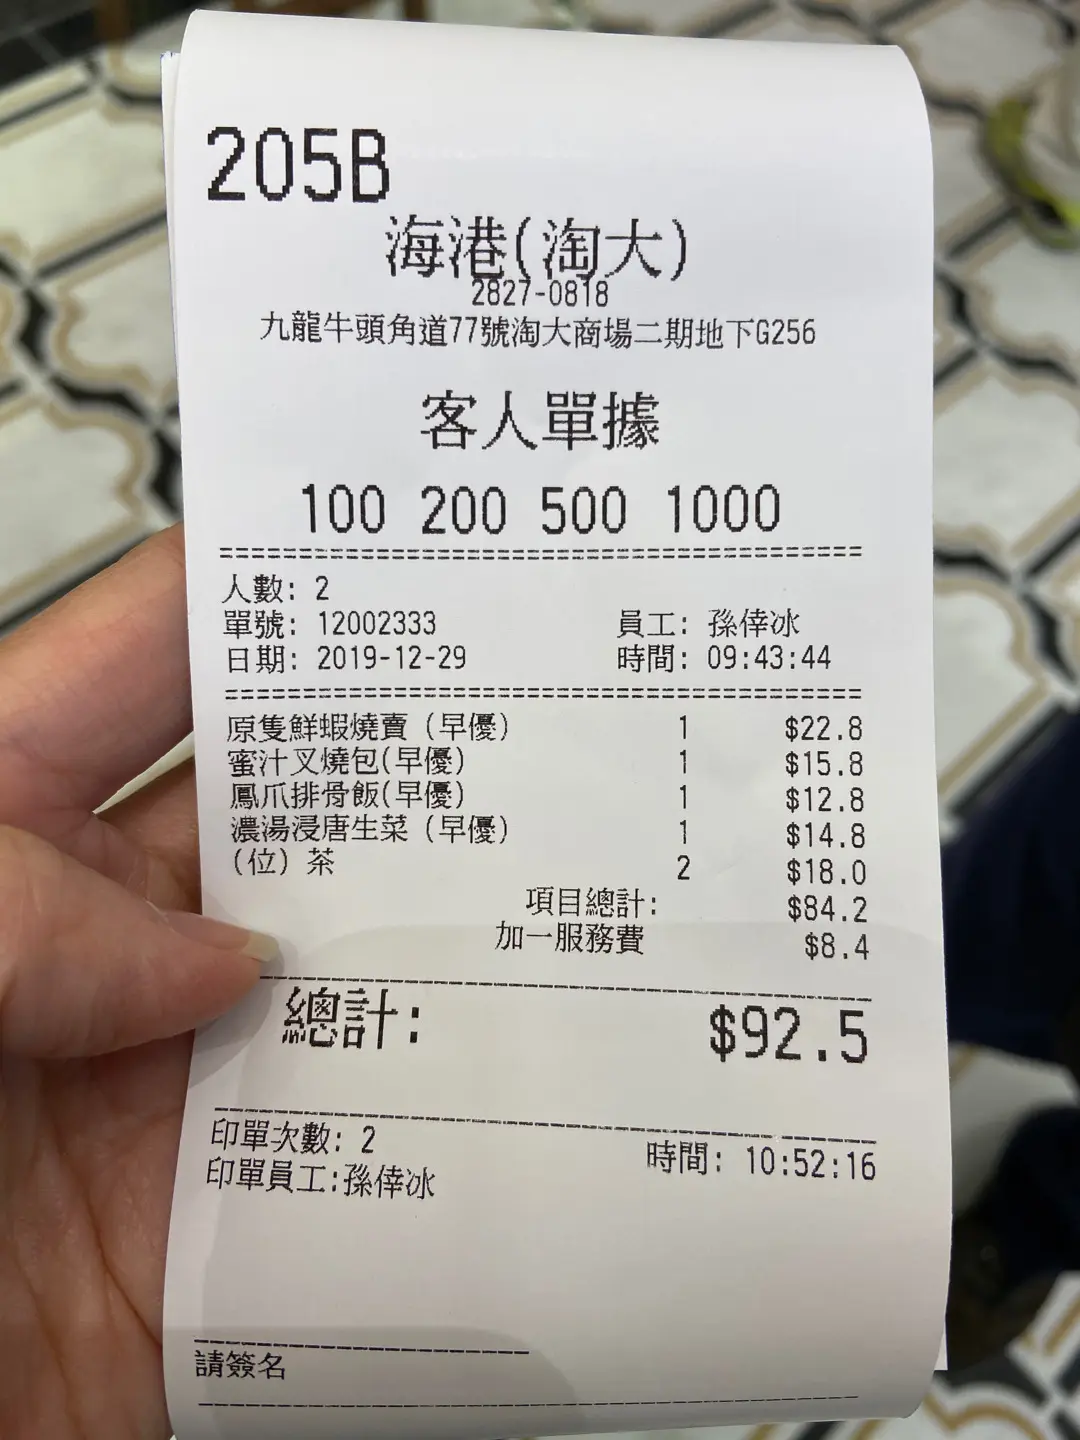 205B
海港(淘大)
2827-0818
九龍牛頭角道77號淘大商場二期地下G256
客人單據
100 200 500 1000
==========================================
人數: 2
單號: 12002333 員工: 孫倖冰
日期: 2019-12-29 時間: 09:43:44
==========================================
原隻鮮蝦燒賣（早優） 1 $22.8
蜜汁叉燒包(早優) 1 $15.8
鳳爪排骨飯(早優) 1 $12.8
濃湯浸唐生菜（早優） 1 $14.8
（位）茶 2 $18.0
項目總計: $84.2
加一服務費 $8.4
總計: $92.5
印單次數: 2 時間: 10:52:16
印單員工:孫倖冰
請簽名